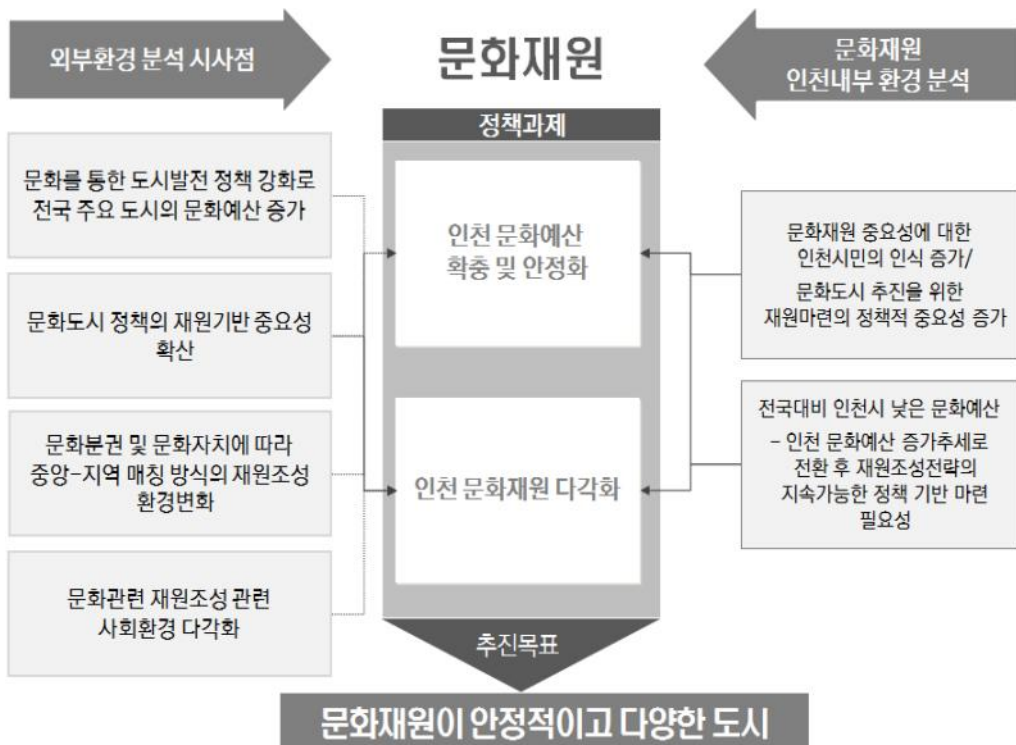 외부환경 분석 시사점
문화재원
문화재원
인천내부 환경 분석
정책과제
문화를 통한 도시발전 정책 강화로
전국 주요 도시의 문화예산 증가
문화도시 정책의 재원기반 중요성
확산
문화분권 및 문화자치에 따라
중앙-지역 매칭 방식의 재원조성
환경변화
문화관련 재원조성 관련
사회환경 다각화
인천 문화예산
확충 및 안정화
인천 문화재원 다각화
문화재원 중요성에 대한
인천시민의 인식 증가/
문화도시 추진을 위한
재원마련의 정책적 중요성 증가
전국대비 인천시 낮은 문화예산
- 인천 문화예산 증가추세로
전환 후 재원조성전략의
지속가능한 정책 기반 마련
필요성
추진목표
문화재원이 안정적이고 다양한 도시